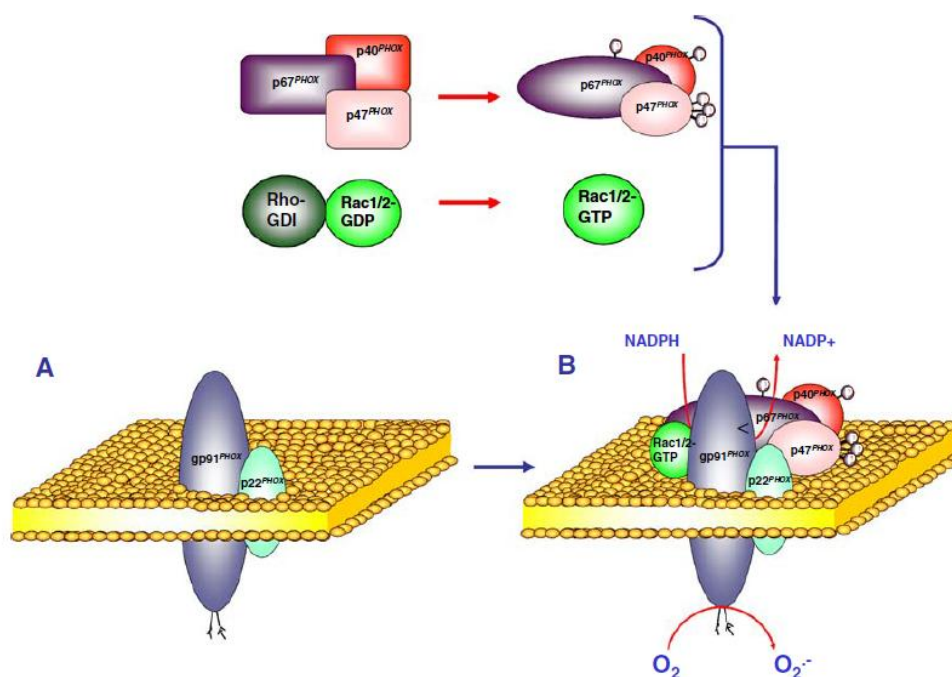 p40PHOX
p67PHOX
p47PHOX
p40PHOX
p67PHOX
p47PHOX
Rho-
GDI
Rac1/2-
GDP
Rac1/2-
GTP
A
gp91PHOX
p22PHOX
B
NADPH
NADP+
p40PHOX
p67PHOX
<
Rac1/2-
GTP
gp91PHOX
p47PHOX
p22PHOX
O2
O2.-